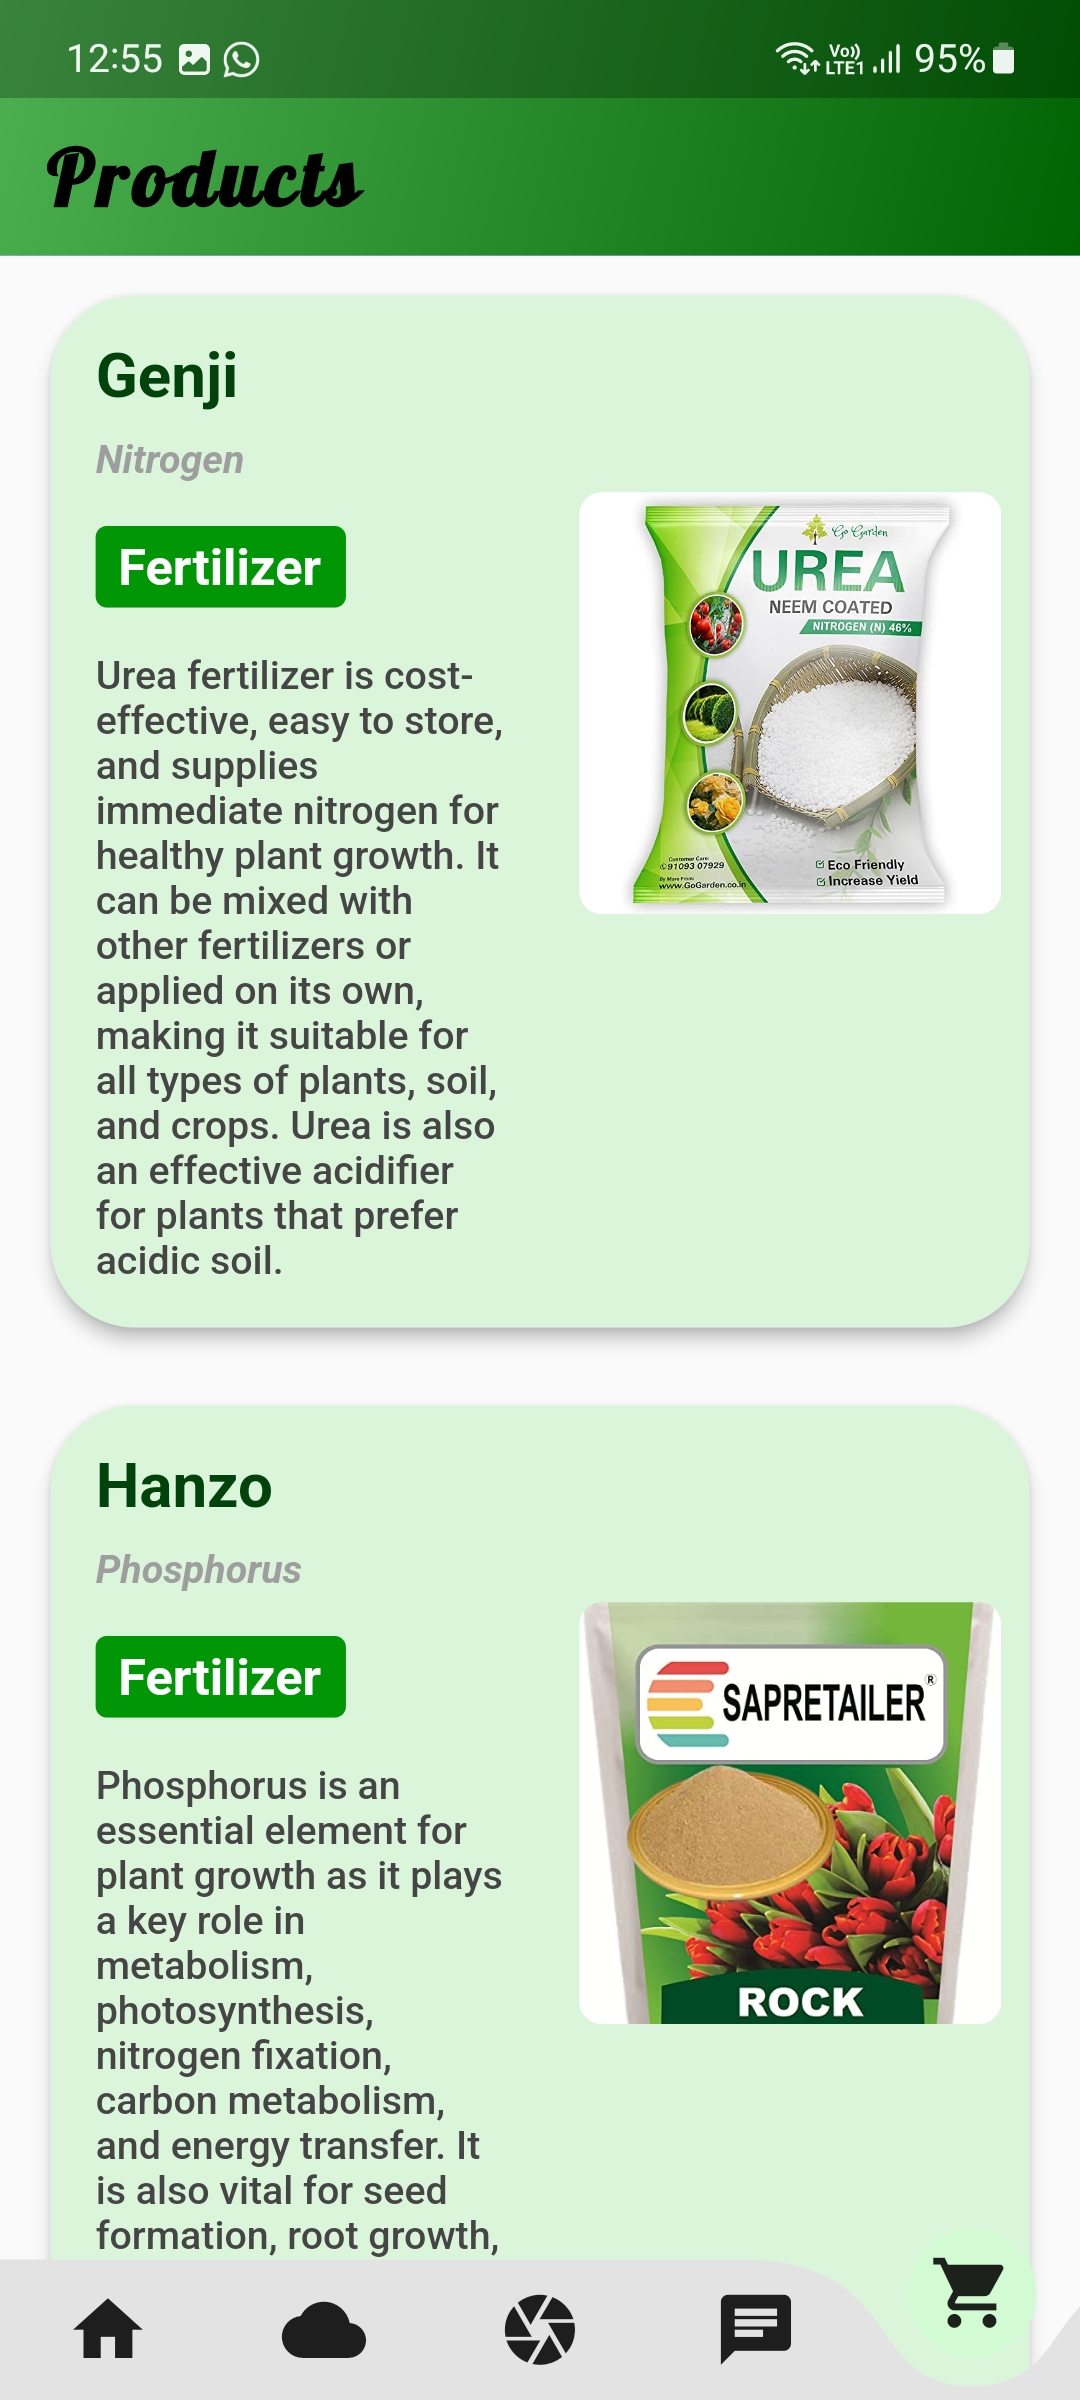 12:55
Vo))
LTE1
95%
Products
Genji
Nitrogen
Fertilizer
Urea fertilizer is cost-
effective, easy to store,
and supplies
immediate nitrogen for
healthy plant growth. It
can be mixed with
other fertilizers or
applied on its own,
making it suitable for
all types of plants, soil,
and crops. Urea is also
an effective acidifier
for plants that prefer
acidic soil.
Go Garden
UREA
NEEM COATED
NITROGEN (N) 46%
Customer Care:
91093 07929
By More From:
www.GoGarden.co.in
Eco Friendly
Increase Yield
Hanzo
Phosphorus
Fertilizer
Phosphorus is an
essential element for
plant growth as it plays
a key role in
metabolism,
photosynthesis,
nitrogen fixation,
carbon metabolism,
and energy transfer. It
is also vital for seed
formation, root growth,
SAPRETAILER®
ROCK